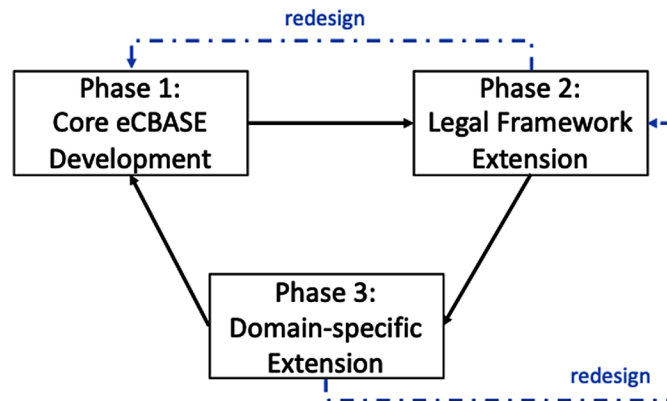 redesign
Phase 1:
Core eCBASE
Development
Phase 2:
Legal Framework
Extension
Phase 3:
Domain-specific
Extension
redesign